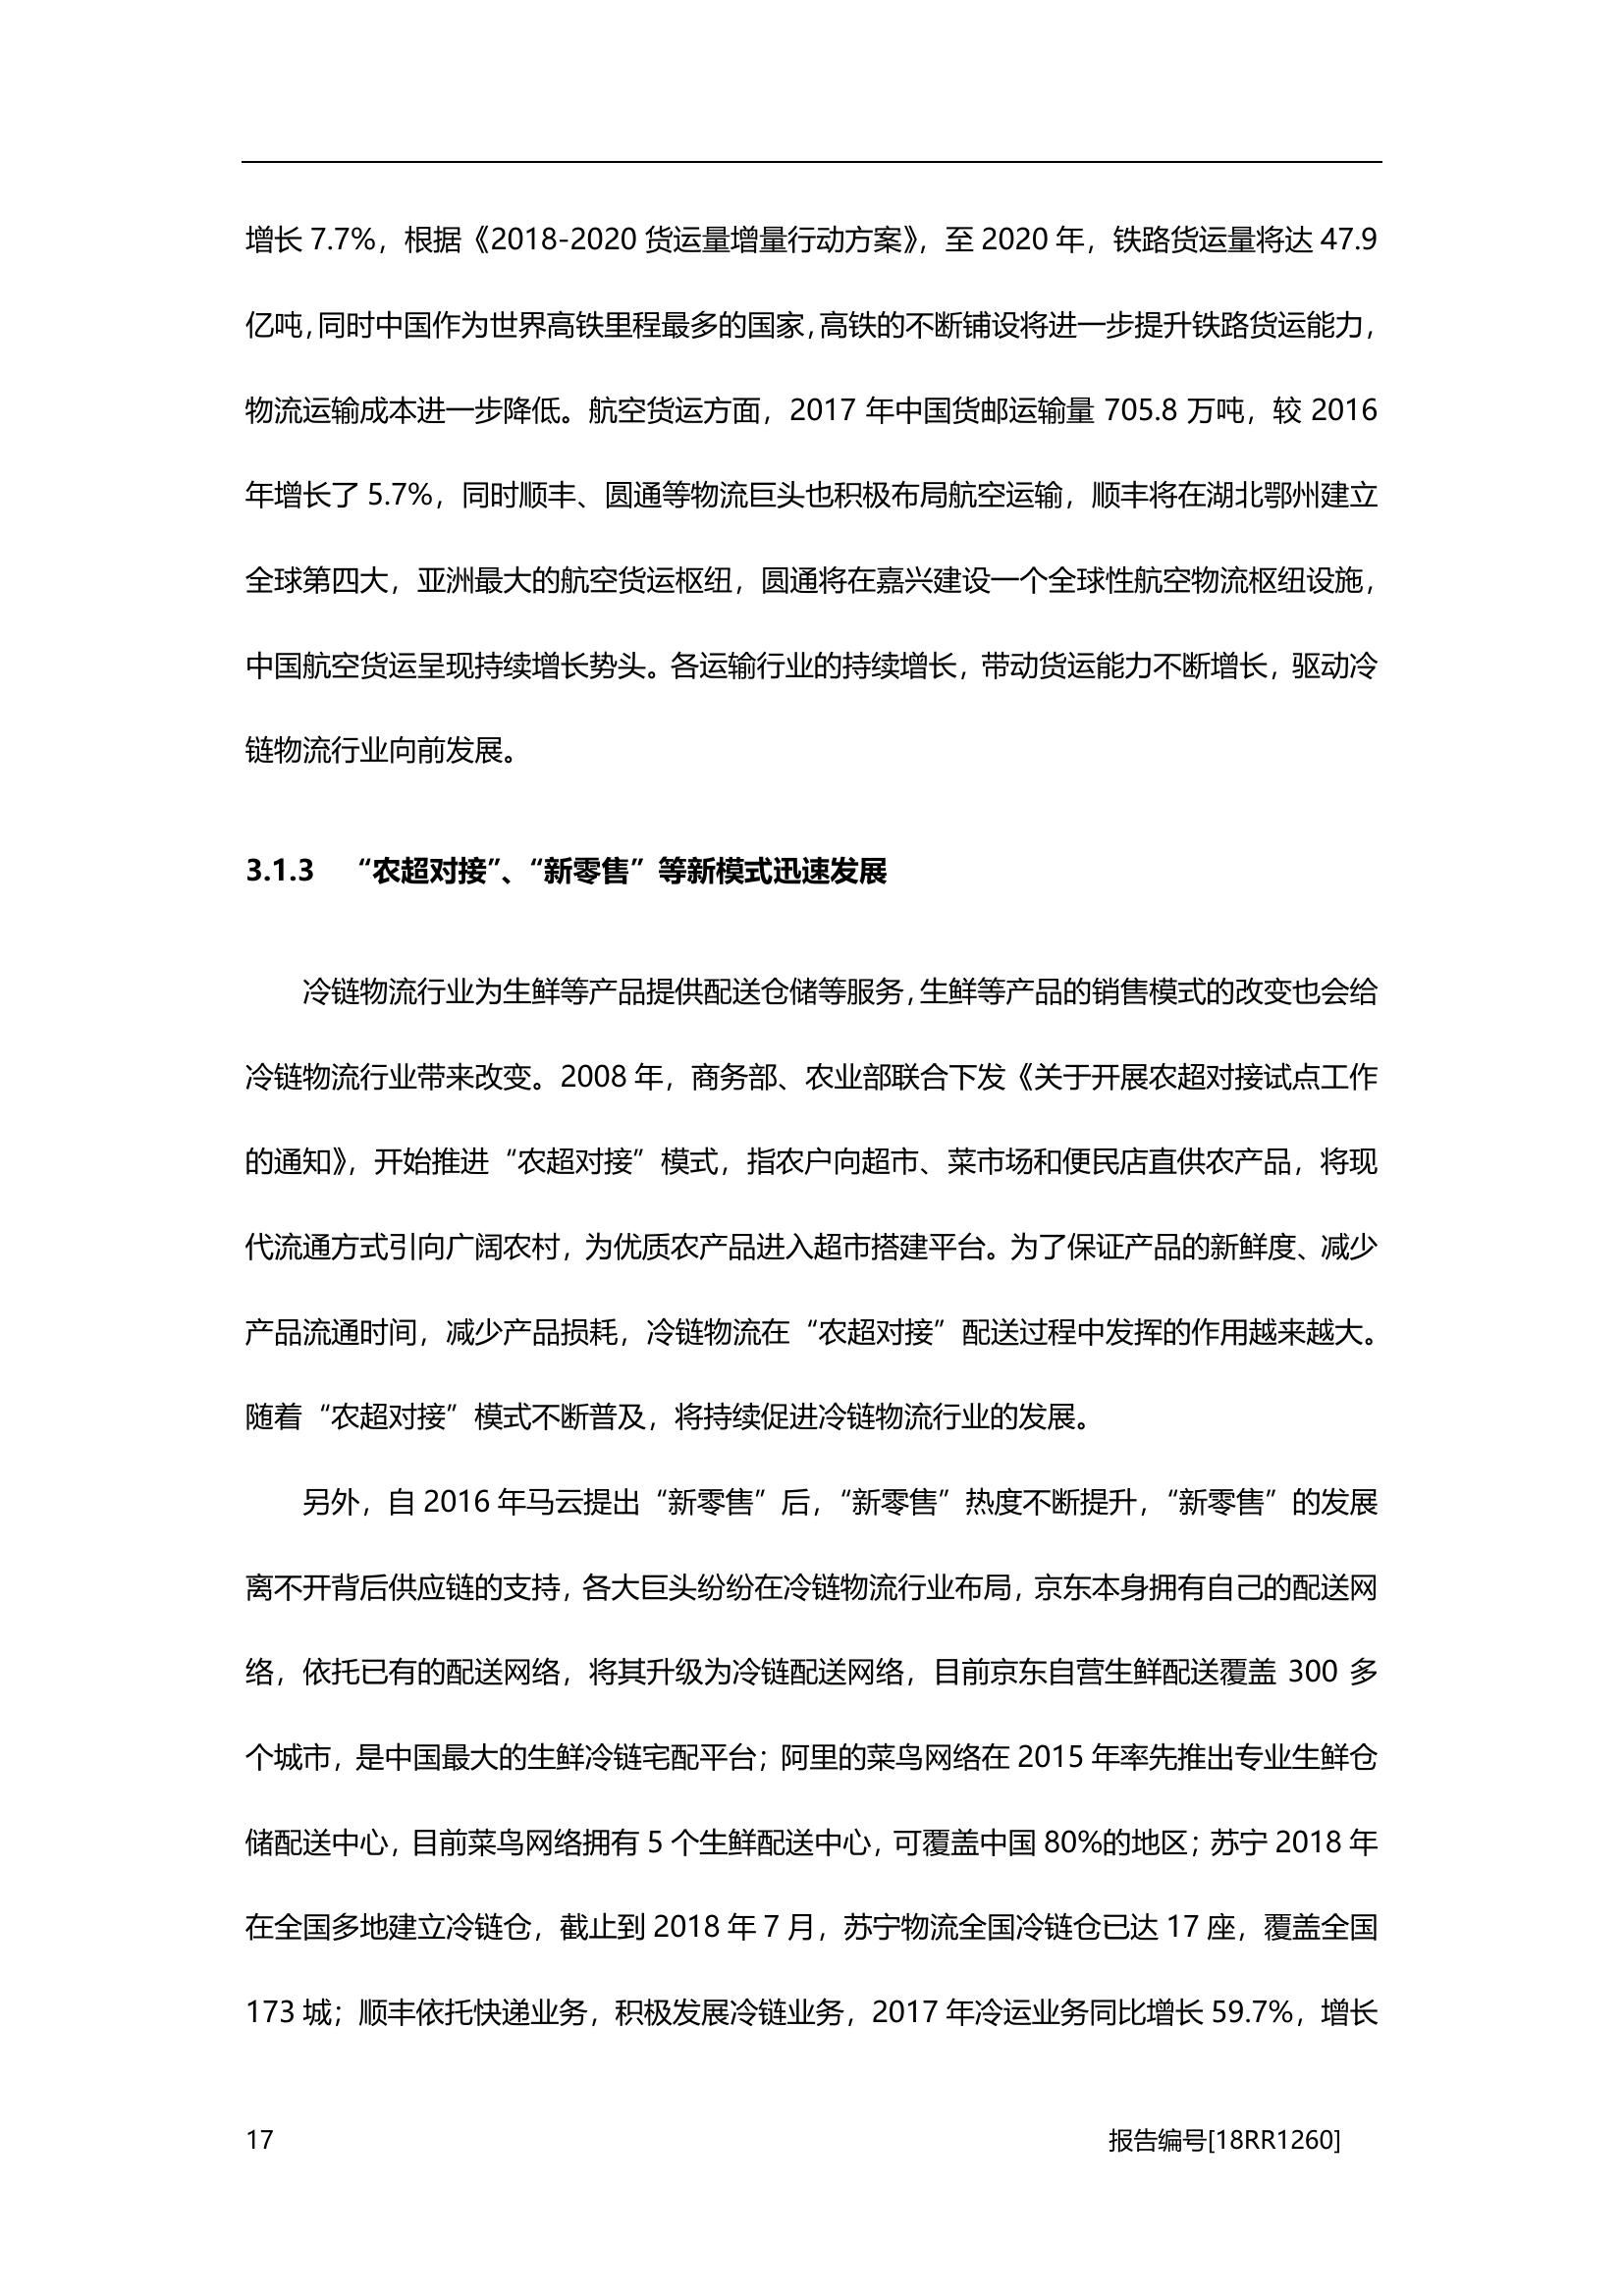 增长 7.7%，根据《2018-2020 货运量增量行动方案》，至 2020 年，铁路货运量将达 47.9
亿吨，同时中国作为世界高铁里程最多的国家，高铁的不断铺设将进一步提升铁路货运能力，
物流运输成本进一步降低。航空货运方面，2017 年中国货邮运输量 705.8 万吨，较 2016
年增长了 5.7%，同时顺丰、圆通等物流巨头也积极布局航空运输，顺丰将在湖北鄂州建立
全球第四大，亚洲最大的航空货运枢纽，圆通将在嘉兴建设一个全球性航空物流枢纽设施，
中国航空货运呈现持续增长势头。各运输行业的持续增长，带动货运能力不断增长，驱动冷
链物流行业向前发展。
3.1.3 “农超对接”、“新零售”等新模式迅速发展
冷链物流行业为生鲜等产品提供配送仓储等服务，生鲜等产品的销售模式的改变也会给
冷链物流行业带来改变。2008 年，商务部、农业部联合下发《关于开展农超对接试点工作
的通知》，开始推进“农超对接”模式，指农户向超市、菜市场和便民店直供农产品，将现
代流通方式引向广阔农村，为优质农产品进入超市搭建平台。为了保证产品的新鲜度、减少
产品流通时间，减少产品损耗，冷链物流在“农超对接”配送过程中发挥的作用越来越大。
随着“农超对接”模式不断普及，将持续促进冷链物流行业的发展。
另外，自 2016 年马云提出“新零售”后，“新零售”热度不断提升，“新零售”的发展
离不开背后供应链的支持，各大巨头纷纷在冷链物流行业布局，京东本身拥有自己的配送网
络，依托已有的配送网络，将其升级为冷链配送网络，目前京东自营生鲜配送覆盖 300 多
个城市，是中国最大的生鲜冷链宅配平台；阿里的菜鸟网络在 2015 年率先推出专业生鲜仓
储配送中心，目前菜鸟网络拥有 5 个生鲜配送中心，可覆盖中国 80%的地区；苏宁 2018 年
在全国多地建立冷链仓，截止到 2018 年 7 月，苏宁物流全国冷链仓已达 17 座，覆盖全国
173 城；顺丰依托快递业务，积极发展冷链业务，2017 年冷运业务同比增长 59.7%，增长
17 报告编号[18RR1260]